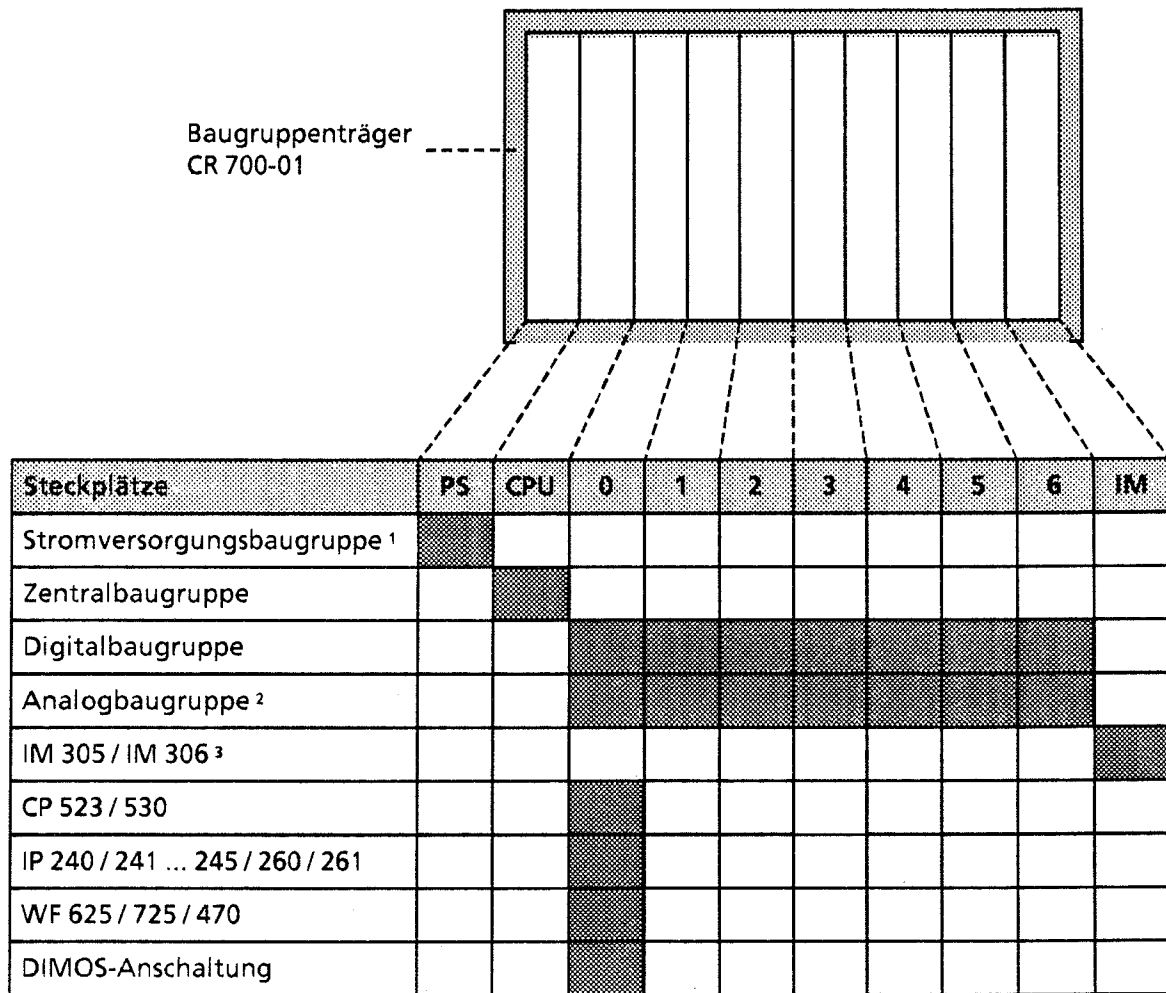 Baugruppenträger
CR 700-01
Steckplätze PS CPU 0 1 2 3 4 5 6 IM
Stromversorgungsbaugruppe 1
Zentralbaugruppe
Digitalbaugruppe
Analogbaugruppe 2
IM 305 / IM 306 3
CP 523 / 530
IP 240 / 241 ... 245 / 260 / 261
WF 625 / 725 / 470
DIMOS-Anschaltung